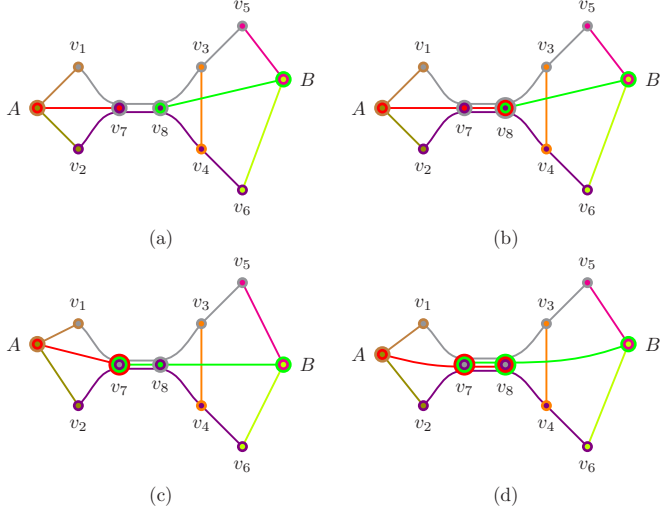 v5 v5
v1 v3 v1 v3
A B A B
v7 v8 v7 v8
v2 v4 v2 v4
v6 v6
(a) (b)
v5 v5
v1 v3 v1 v3
A B A B
v7 v8 v7 v8
v2 v4 v2 v4
v6 v6
(c) (d)